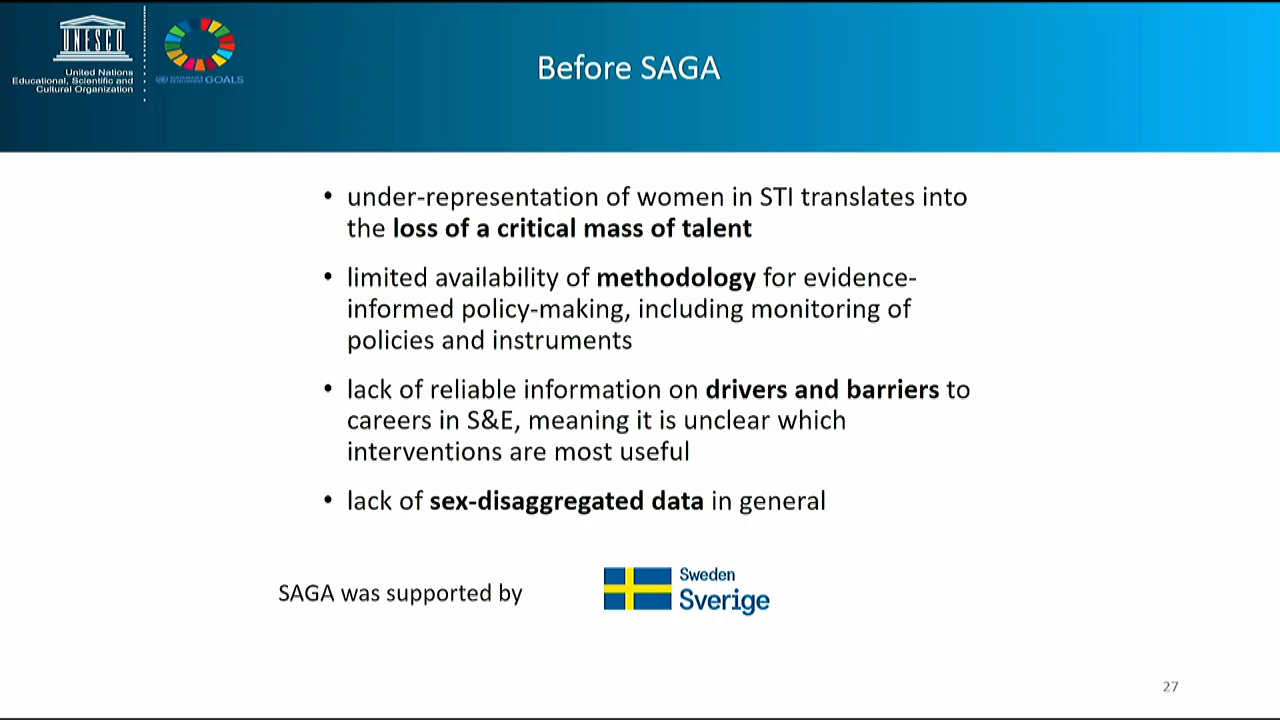 UNESCO
United Nations
Educational, Scientific and
Cultural Organization
SUSTAINABLE
DEVELOPMENT GOALS
Before SAGA
• under-representation of women in STI translates into
the loss of a critical mass of talent
• limited availability of methodology for evidence-
informed policy-making, including monitoring of
policies and instruments
• lack of reliable information on drivers and barriers to
careers in S&E, meaning it is unclear which
interventions are most useful
• lack of sex-disaggregated data in general
SAGA was supported by
Sweden
Sverige
27